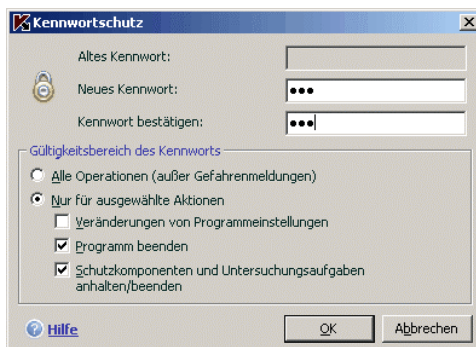 Kennwortschutz
Altes Kennwort:
Neues Kennwort: ●●●
Kennwort bestätigen: ●●●
Gültigkeitsbereich des Kennworts
Alle Operationen (außer Gefahrenmeldungen)
Nur für ausgewählte Aktionen
Veränderungen von Programmeinstellungen
Programm beenden
Schutzkomponenten und Untersuchungsaufgaben
anhalten/beenden
Hilfe
OK
Abbrechen